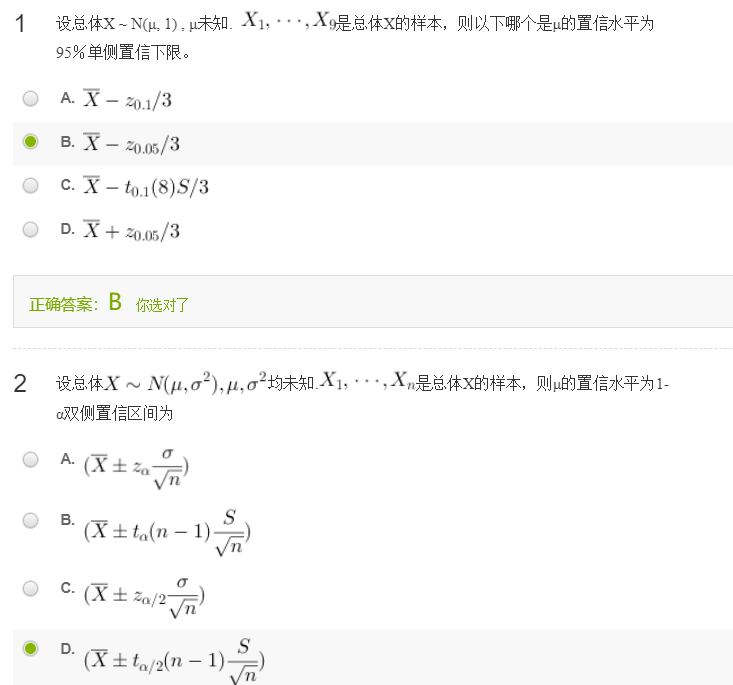 1 设总体X ~ N(μ, 1) , μ未知. X₁, ⋯, X₉是总体X的样本，则以下哪个是μ的置信水平为
95％单侧置信下限。
A. X̅ − z₀.₁/3
B. X̅ − z₀.₀₅/3
C. X̅ − t₀.₁(8)S/3
D. X̅ + z₀.₀₅/3
正确答案：B 你选对了
2 设总体X ∼ N(μ, σ²), μ, σ²均未知.X₁, ⋯, Xₙ是总体X的样本，则μ的置信水平为1-
α双侧置信区间为
A. (X̅ ± z_α σ/√n)
B. (X̅ ± t_α(n − 1) S/√n)
C. (X̅ ± z_{α/2} σ/√n)
D. (X̅ ± t_{α/2}(n − 1) S/√n)